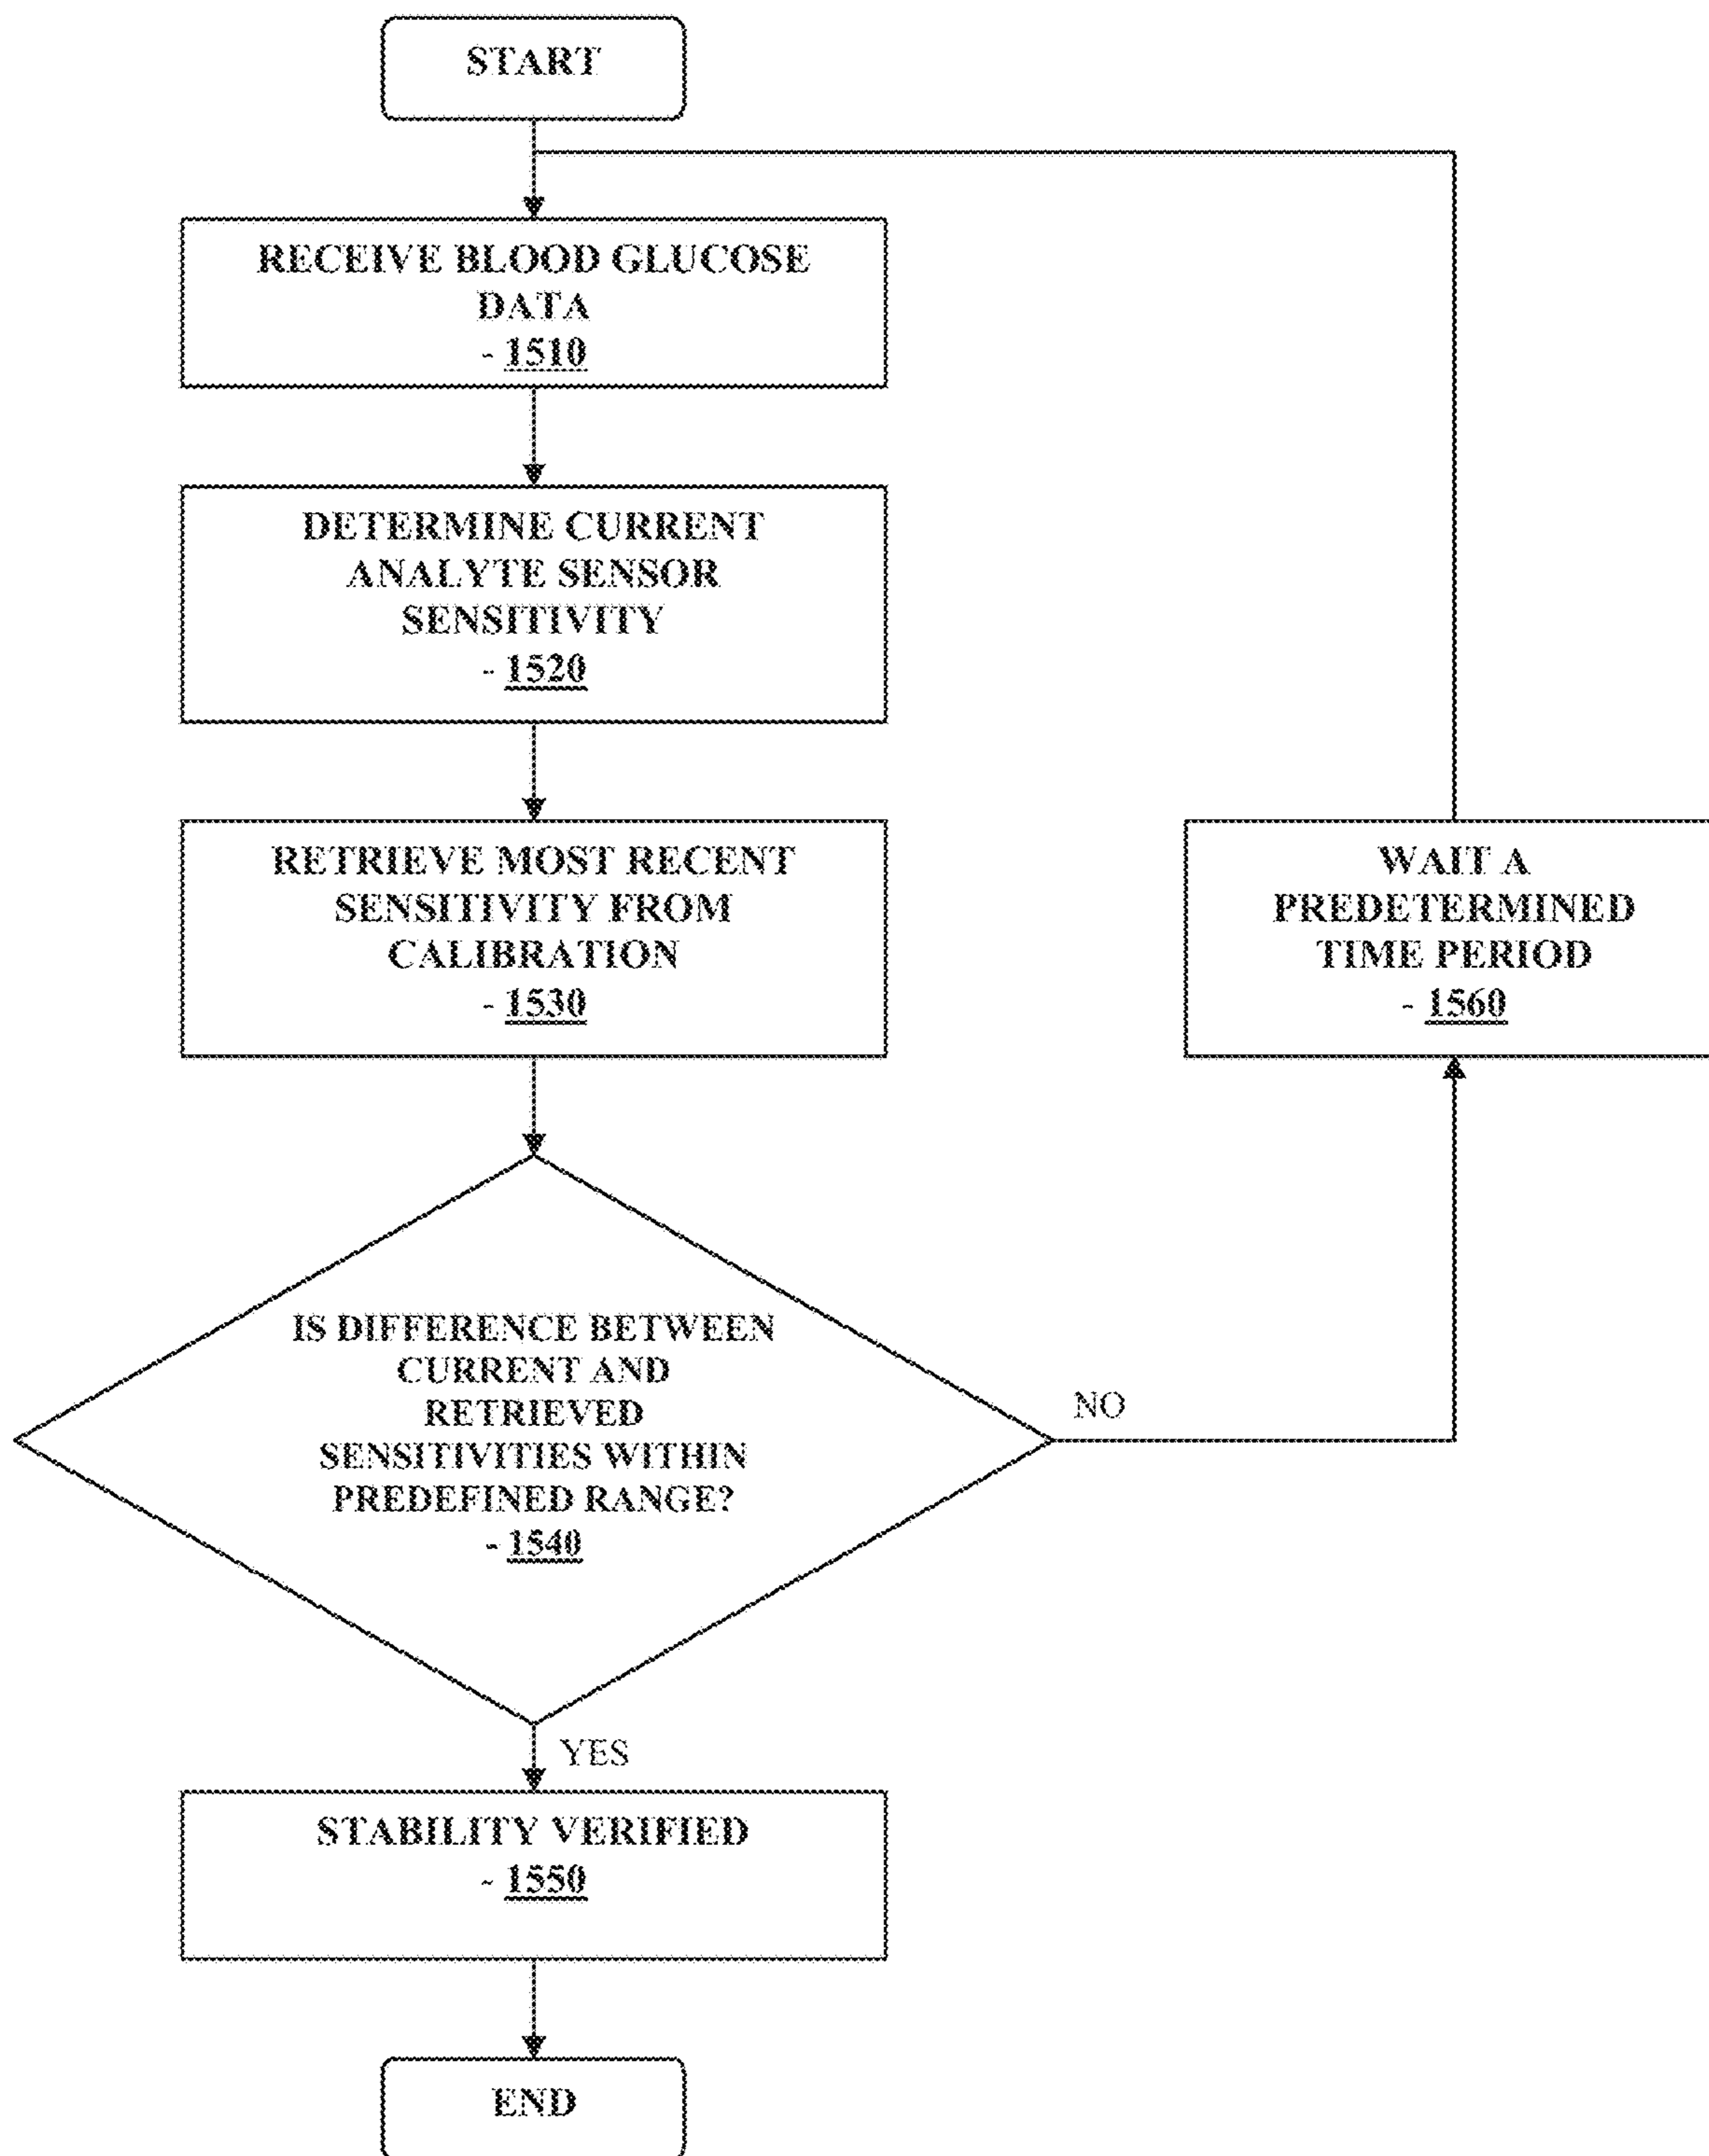 START
RECEIVE BLOOD GLUCOSE
DATA
- 1510
DETERMINE CURRENT
ANALYTE SENSOR
SENSITIVITY
- 1520
RETRIEVE MOST RECENT
SENSITIVITY FROM
CALIBRATION
- 1530
WAIT A
PREDETERMINED
TIME PERIOD
- 1560
IS DIFFERENCE BETWEEN
CURRENT AND
RETRIEVED
SENSITIVITIES WITHIN
PREDEFINED RANGE?
- 1540
NO
YES
STABILITY VERIFIED
- 1550
END